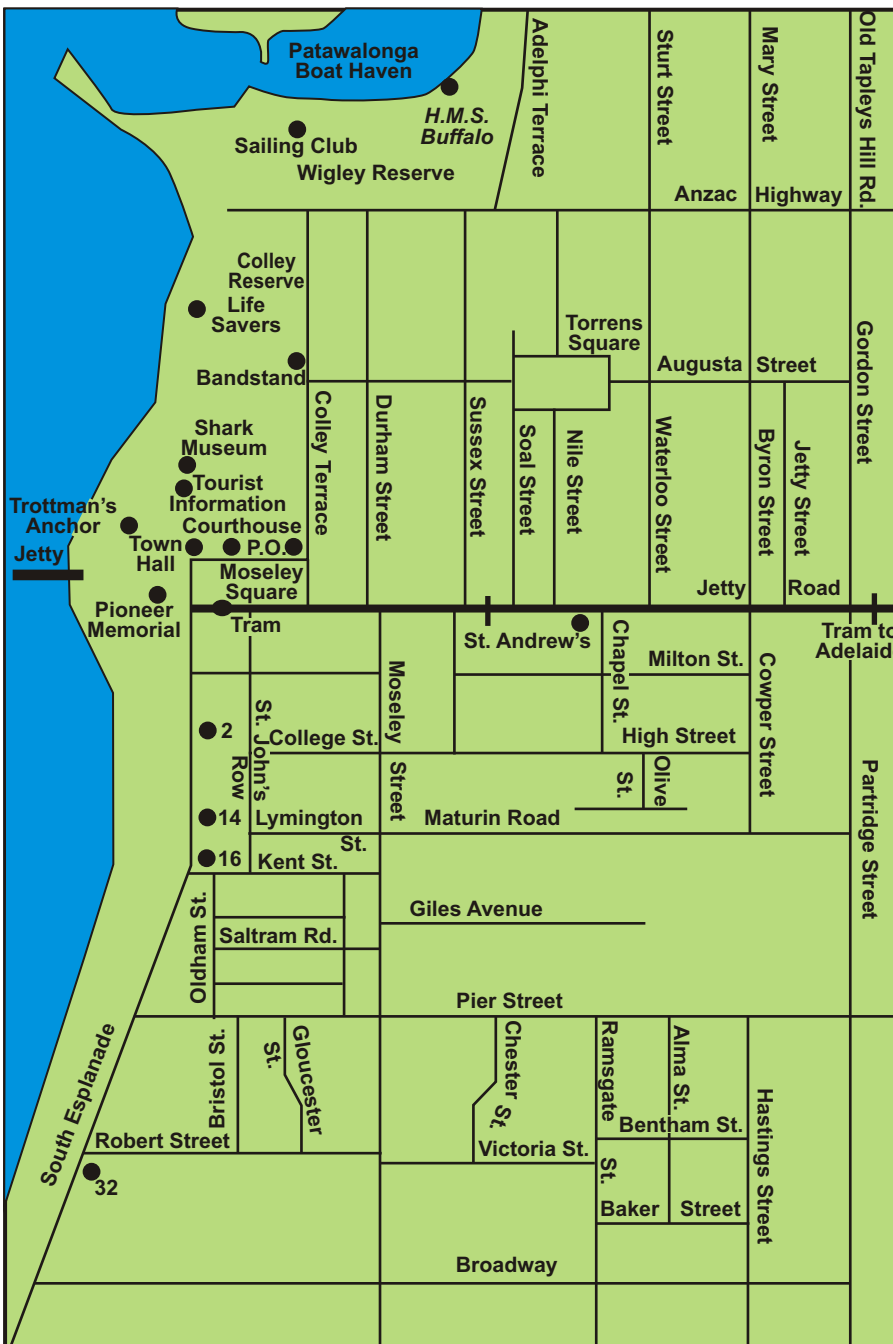 Patawalonga
Boat Haven
H.M.S.
Buffalo
Sailing Club
Wigley Reserve
Adelphi Terrace
Sturt Street
Mary Street
Old Tapleys Hill Rd.
Anzac Highway
Colley
Reserve
Life
Savers
Bandstand
Torrens
Square
Augusta Street
Gordon Street
Colley Terrace
Durham Street
Sussex Street
Soal Street
Nile Street
Waterloo Street
Byron Street
Jetty Street
Shark
Museum
Tourist
Information
Trottman's
Anchor
Jetty
Courthouse
Town
Hall
P.O.
Moseley
Square
Jetty Road
Pioneer
Memorial
Tram
St. Andrew's
Tram to
Adelaid
Chapel St.
Milton St.
Cowper Street
Moseley
Street
St. John's
Row
2
College St.
High Street
Olive
St.
Partridge Street
14
Lymington
St.
Maturin Road
16
Kent St.
Giles Avenue
Oldham St.
Saltram Rd.
Pier Street
South Esplanade
Bristol St.
Gloucester
St.
Chester St.
Ramsgate
St.
Alma St.
Bentham St.
Hastings Street
Robert Street
Victoria St.
32
Baker Street
Broadway